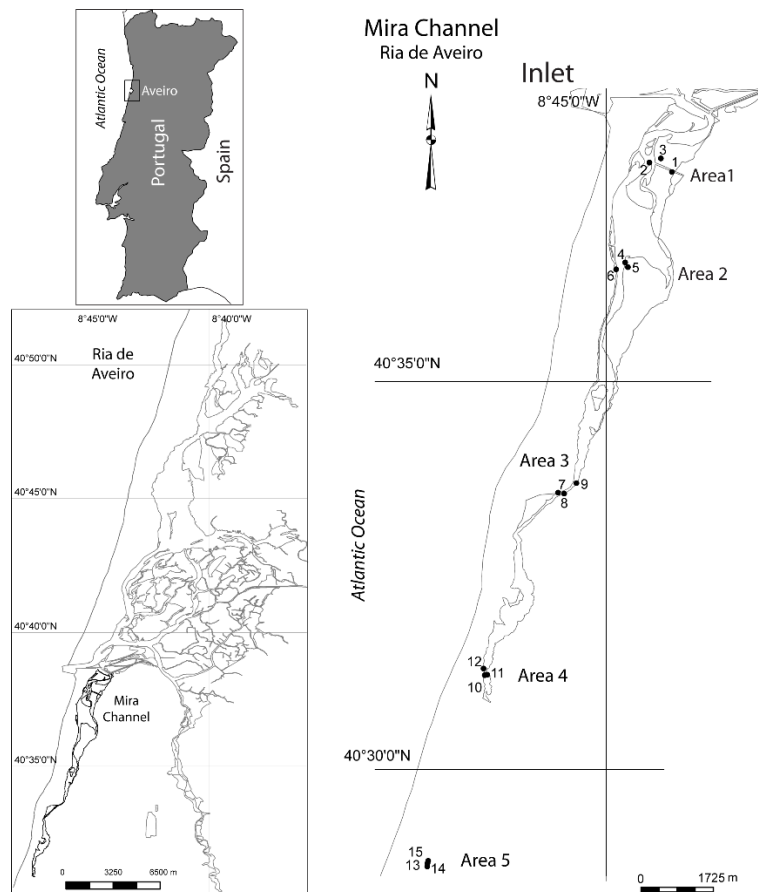 Atlantic Ocean
Aveiro
Portugal
Spain
8°45'0"W
8°40'0"W
Ria de
Aveiro
40°50'0"N
40°45'0"N
40°40'0"N
Mira
Channel
40°35'0"N
0 3250 6500 m
Mira Channel
Ria de Aveiro
N
Inlet
8°45'0"W
3
2
1
Area1
4
5
6
Area 2
40°35'0"N
Area 3
7
9
8
Atlantic Ocean
12
11
10
Area 4
40°30'0"N
15
13
14
Area 5
0 1725 m